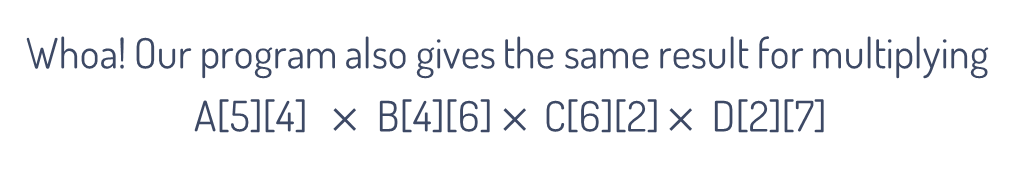 Whoa! Our program also gives the same result for multiplying
A[5][4] × B[4][6] × C[6][2] × D[2][7]